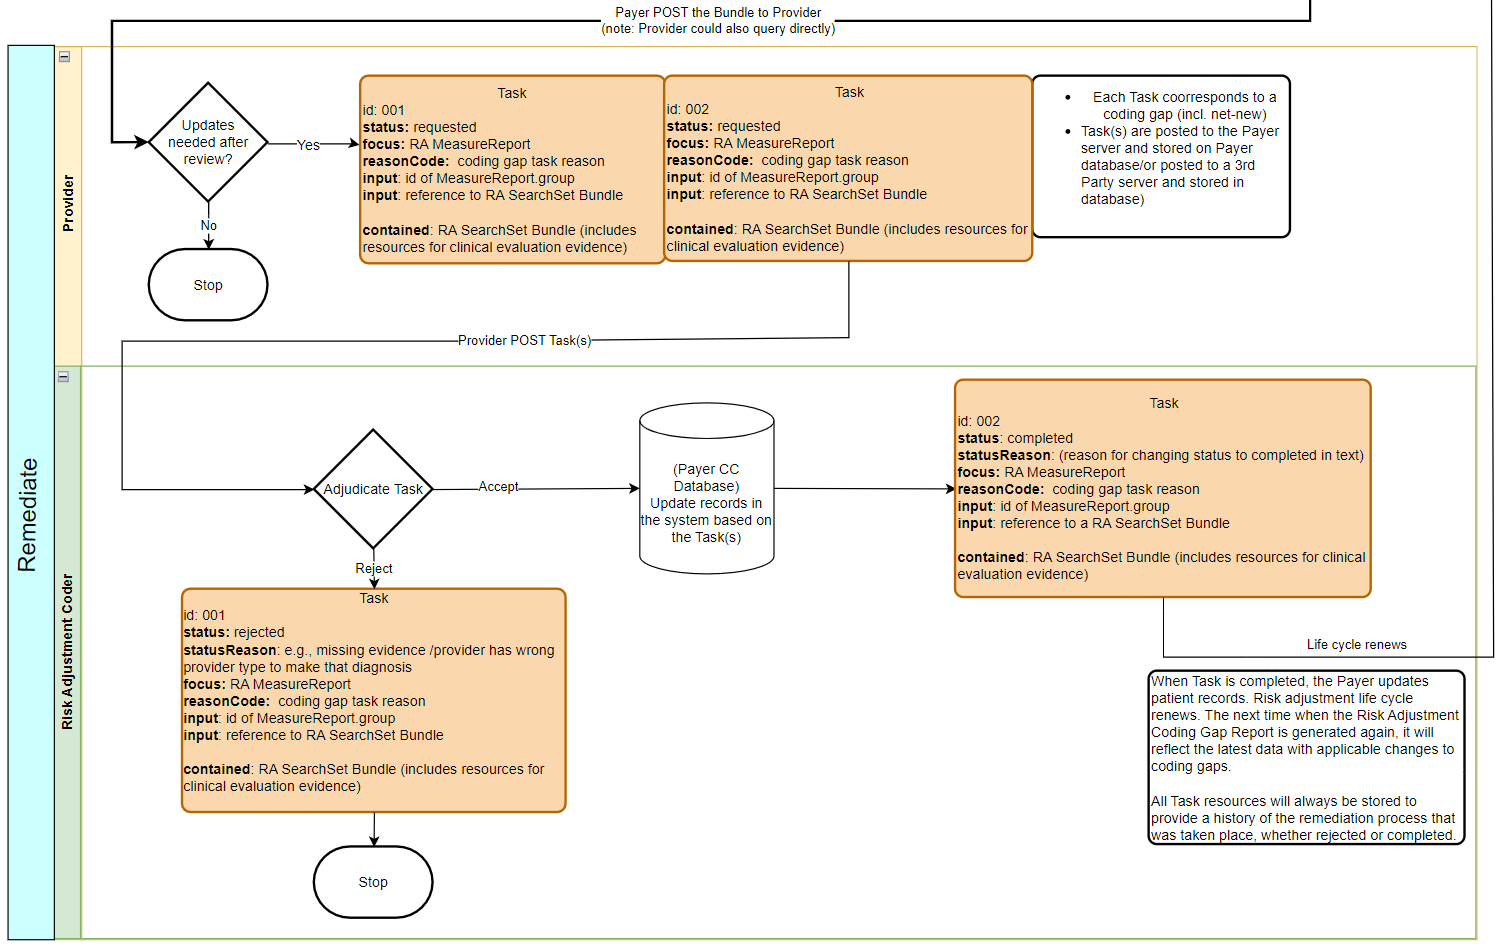 Payer POST the Bundle to Provider
(note: Provider could also query directly)
Remediate
Provider
Updates
needed after
review?
Yes
No
Stop
Task
id: 001
status: requested
focus: RA MeasureReport
reasonCode:  coding gap task reason
input: id of MeasureReport.group
input: reference to RA SearchSet Bundle
contained: RA SearchSet Bundle (includes
resources for clinical evaluation evidence)
Task
id: 002
status: requested
focus: RA MeasureReport
reasonCode:  coding gap task reason
input: id of MeasureReport.group
input: reference to RA SearchSet Bundle
contained: RA SearchSet Bundle (includes resources for
clinical evaluation evidence)
• Each Task coorresponds to a
coding gap (incl. net-new)
• Task(s) are posted to the Payer
server and stored on Payer
database/or posted to a 3rd
Party server and stored in
database)
Provider POST Task(s)
Risk Adjustment Coder
Adjudicate Task
Accept
Reject
(Payer CC
Database)
Update records in
the system based on
the Task(s)
Task
id: 002
status: completed
statusReason: (reason for changing status to completed in text)
focus: RA MeasureReport
reasonCode:  coding gap task reason
input: id of MeasureReport.group
input: reference to a RA SearchSet Bundle
contained: RA SearchSet Bundle (includes resources for clinical
evaluation evidence)
Task
id: 001
status: rejected
statusReason: e.g., missing evidence /provider has wrong
provider type to make that diagnosis
focus: RA MeasureReport
reasonCode:  coding gap task reason
input: id of MeasureReport.group
input: reference to RA SearchSet Bundle
contained: RA SearchSet Bundle (includes resources for
clinical evaluation evidence)
Stop
Life cycle renews
When Task is completed, the Payer updates
patient records. Risk adjustment life cycle
renews. The next time when the Risk Adjustment
Coding Gap Report is generated again, it will
reflect the latest data with applicable changes to
coding gaps.
All Task resources will always be stored to
provide a history of the remediation process that
was taken place, whether rejected or completed.